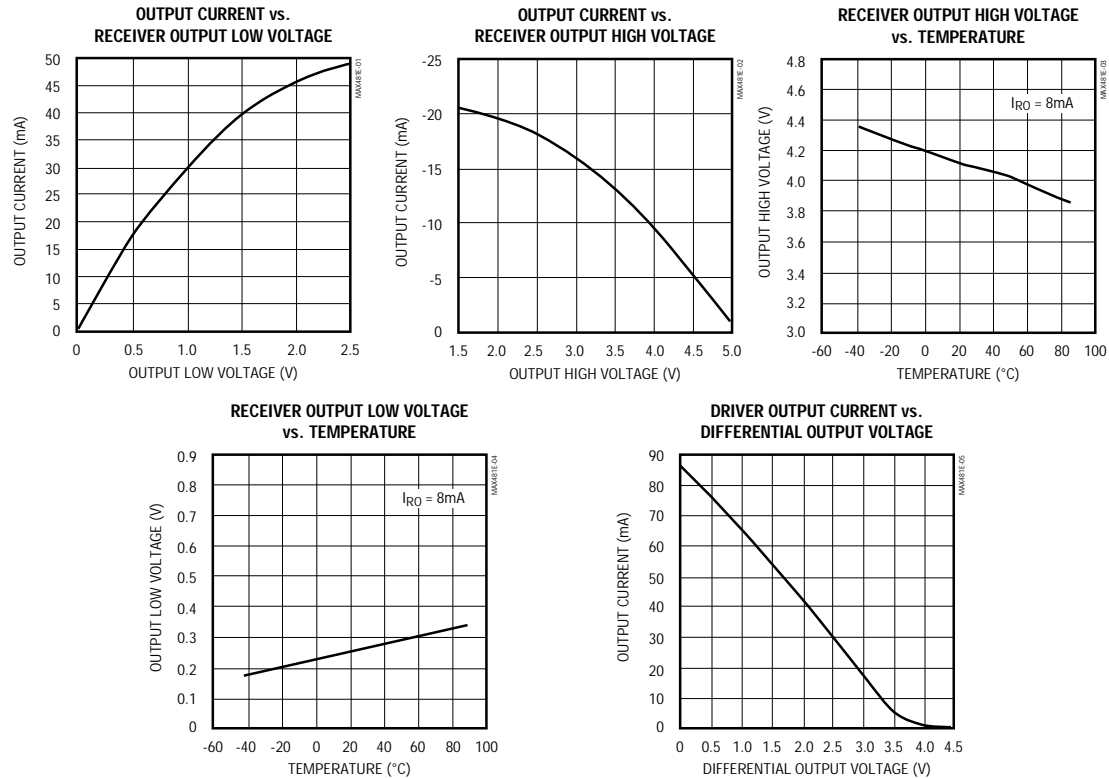 OUTPUT CURRENT vs.
RECEIVER OUTPUT LOW VOLTAGE
50
45
40
35
30
25
20
15
10
5
0
OUTPUT CURRENT (mA)
MAX481E-01
0 0.5 1.0 1.5 2.0 2.5
OUTPUT LOW VOLTAGE (V)
OUTPUT CURRENT vs.
RECEIVER OUTPUT HIGH VOLTAGE
-25
-20
-15
-10
-5
0
OUTPUT CURRENT (mA)
MAX481E-02
1.5 2.0 2.5 3.0 3.5 4.0 4.5 5.0
OUTPUT HIGH VOLTAGE (V)
RECEIVER OUTPUT HIGH VOLTAGE
vs. TEMPERATURE
4.8
4.6
4.4
4.2
4.0
3.8
3.6
3.4
3.2
3.0
OUTPUT HIGH VOLTAGE (V)
IRO = 8mA
MAX481E-03
-60 -40 -20 0 20 40 60 80 100
TEMPERATURE (°C)
RECEIVER OUTPUT LOW VOLTAGE
vs. TEMPERATURE
0.9
0.8
0.7
0.6
0.5
0.4
0.3
0.2
0.1
0
OUTPUT LOW VOLTAGE (V)
IRO = 8mA
MAX481E-04
-60 -40 -20 0 20 40 60 80 100
TEMPERATURE (°C)
DRIVER OUTPUT CURRENT vs.
DIFFERENTIAL OUTPUT VOLTAGE
90
80
70
60
50
40
30
20
10
0
OUTPUT CURRENT (mA)
MAX481E-05
0 0.5 1.0 1.5 2.0 2.5 3.0 3.5 4.0 4.5
DIFFERENTIAL OUTPUT VOLTAGE (V)